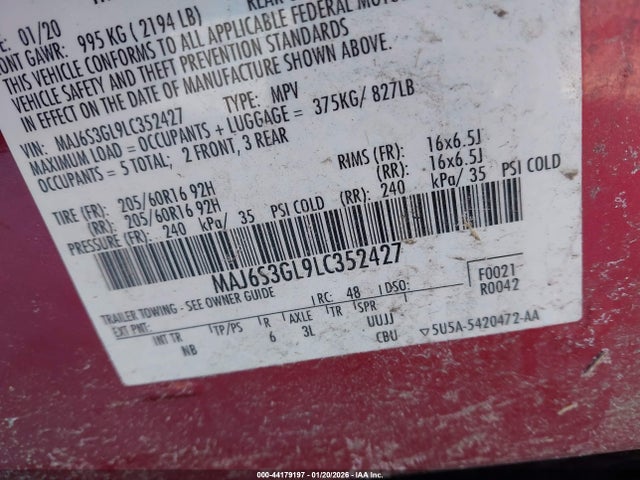 01/20
995 KG ( 2194 LB)
REAR
ONT GAWR:
THIS VEHICLE CONFORMS TO ALL APPLICABLE FEDERAL MOTOR
VEHICLE SAFETY AND THEFT PREVENTION STANDARDS
IN EFFECT ON THE DATE OF MANUFACTURE SHOWN ABOVE.
VIN: MAJ6S3GL9LC352427 TYPE: MPV
MAXIMUM LOAD = OCCUPANTS + LUGGAGE = 375KG/ 827LB
OCCUPANTS = 5 TOTAL; 2 FRONT, 3 REAR
TIRE (FR): 205/60R16 92H RIMS (FR): 16x6.5J
(RR): 205/60R16 92H (RR): 16x6.5J
PRESSURE (FR): 240 kPa/ 35 PSI COLD (RR): 240 kPa/ 35 PSI COLD
MAJ6S3GL9LC352427
TRAILER TOWING - SEE OWNER GUIDE
EXT PNT: RC: 48 DSO: F0021
INT TR TP/PS R AXLE TR SPR R0042
NB 6 3L UUJJ
CBU 5U5A-5420472-AA
000-44179197 - 01/20/2026 - IAA Inc.